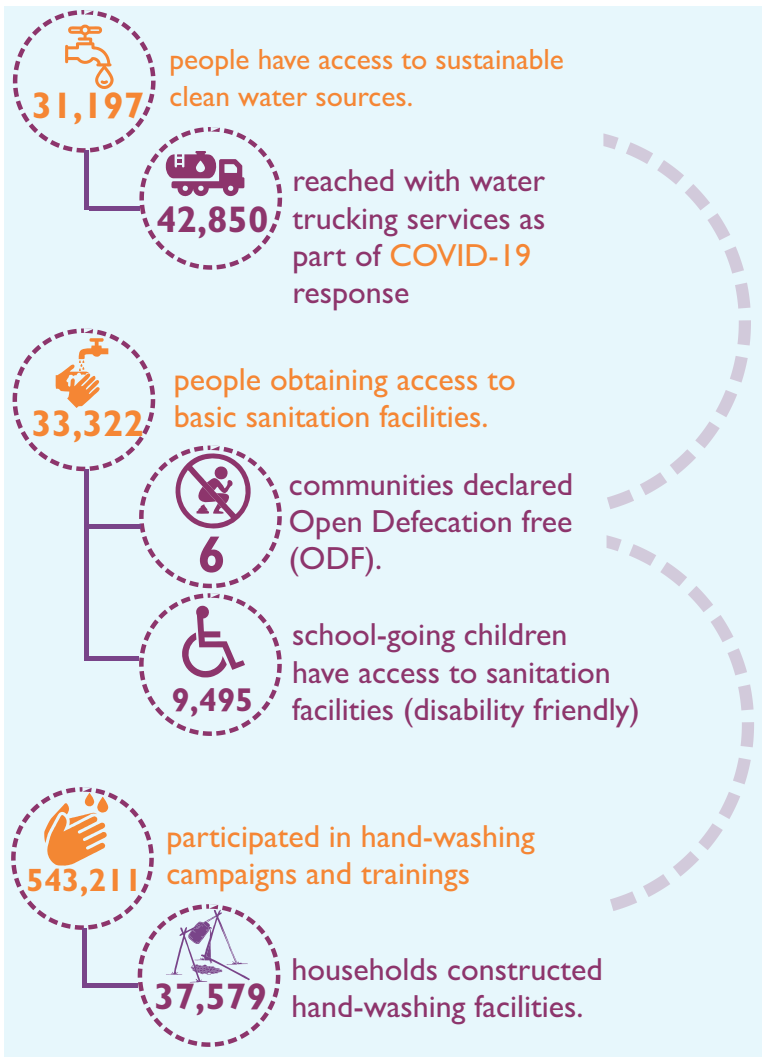 people have access to sustainable
clean water sources.
31,197
reached with water
trucking services as
part of COVID-19
response
42,850
people obtaining access to
basic sanitation facilities.
33,322
communities declared
Open Defecation free
(ODF).
6
school-going children
have access to sanitation
facilities (disability friendly)
9,495
participated in hand-washing
campaigns and trainings
543,211
households constructed
hand-washing facilities.
37,579